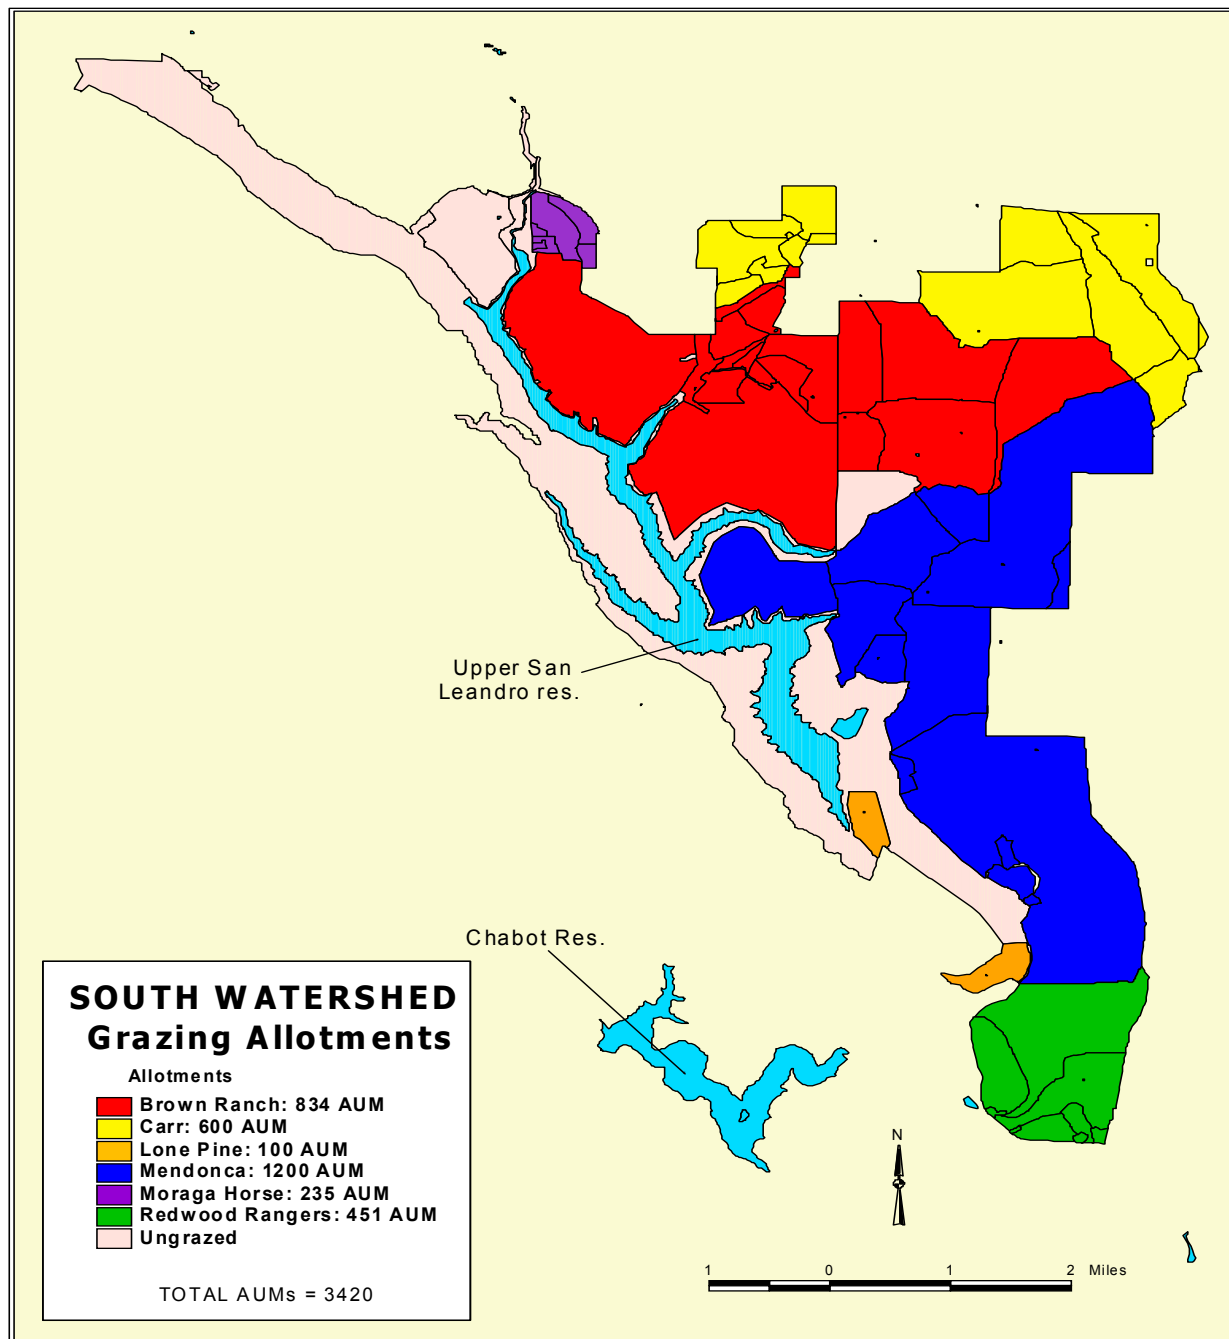 Upper San
Leandro res.
Chabot Res.
SOUTH WATERSHED
Grazing Allotments
Allotments
Brown Ranch: 834 AUM
Carr: 600 AUM
Lone Pine: 100 AUM
Mendonca: 1200 AUM
Moraga Horse: 235 AUM
Redwood Rangers: 451 AUM
Ungrazed
TOTAL AUMs = 3420
N
1 0 1 2 Miles